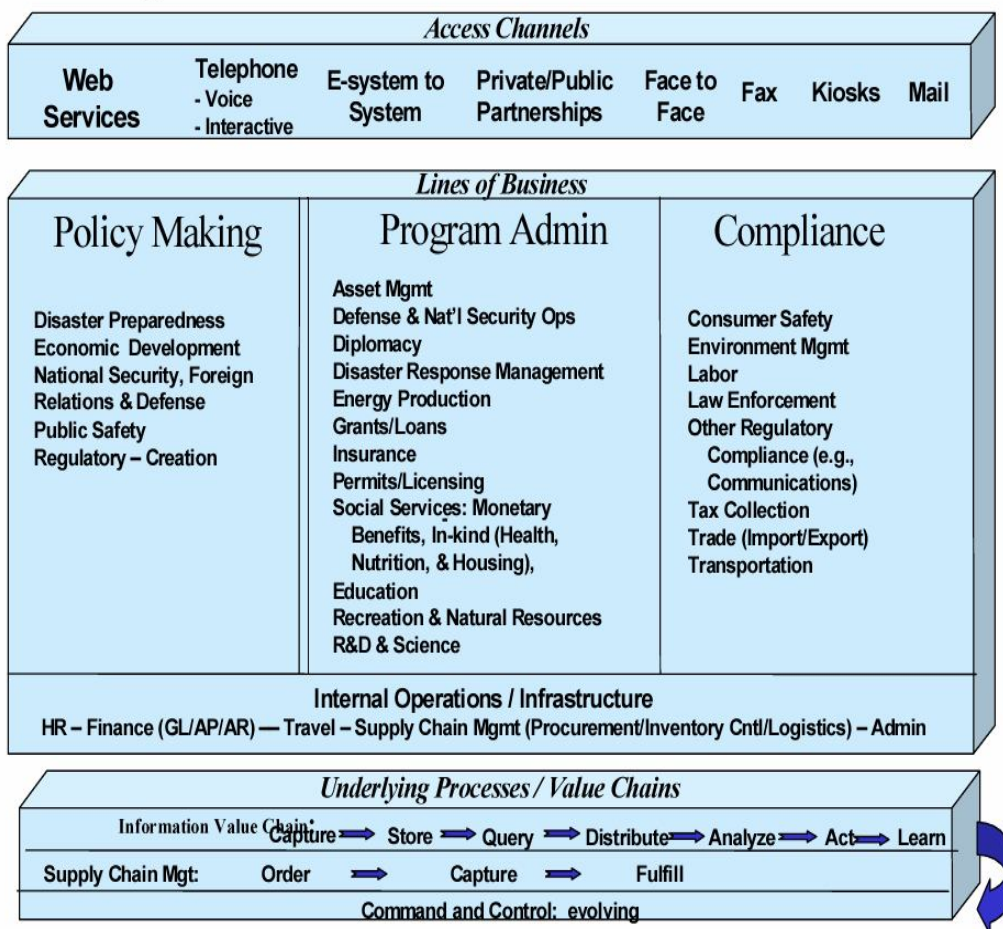 Access Channels
Web
Services
Telephone
- Voice
- Interactive
E-system to
System
Private/Public
Partnerships
Face to
Face
Fax
Kiosks
Mail
Lines of Business
Policy Making
Disaster Preparedness
Economic Development
National Security, Foreign
Relations & Defense
Public Safety
Regulatory – Creation
Program Admin
Asset Mgmt
Defense & Nat'l Security Ops
Diplomacy
Disaster Response Management
Energy Production
Grants/Loans
Insurance
Permits/Licensing
Social Services: Monetary
Benefits, In-kind (Health,
Nutrition, & Housing),
Education
Recreation & Natural Resources
R&D & Science
Compliance
Consumer Safety
Environment Mgmt
Labor
Law Enforcement
Other Regulatory
Compliance (e.g.,
Communications)
Tax Collection
Trade (Import/Export)
Transportation
Internal Operations / Infrastructure
HR – Finance (GL/AP/AR) — Travel – Supply Chain Mgmt (Procurement/Inventory Cntl/Logistics) – Admin
Underlying Processes / Value Chains
Information Value Chain: Capture Store Query Distribute Analyze Act Learn
Supply Chain Mgt: Order Capture Fulfill
Command and Control: evolving